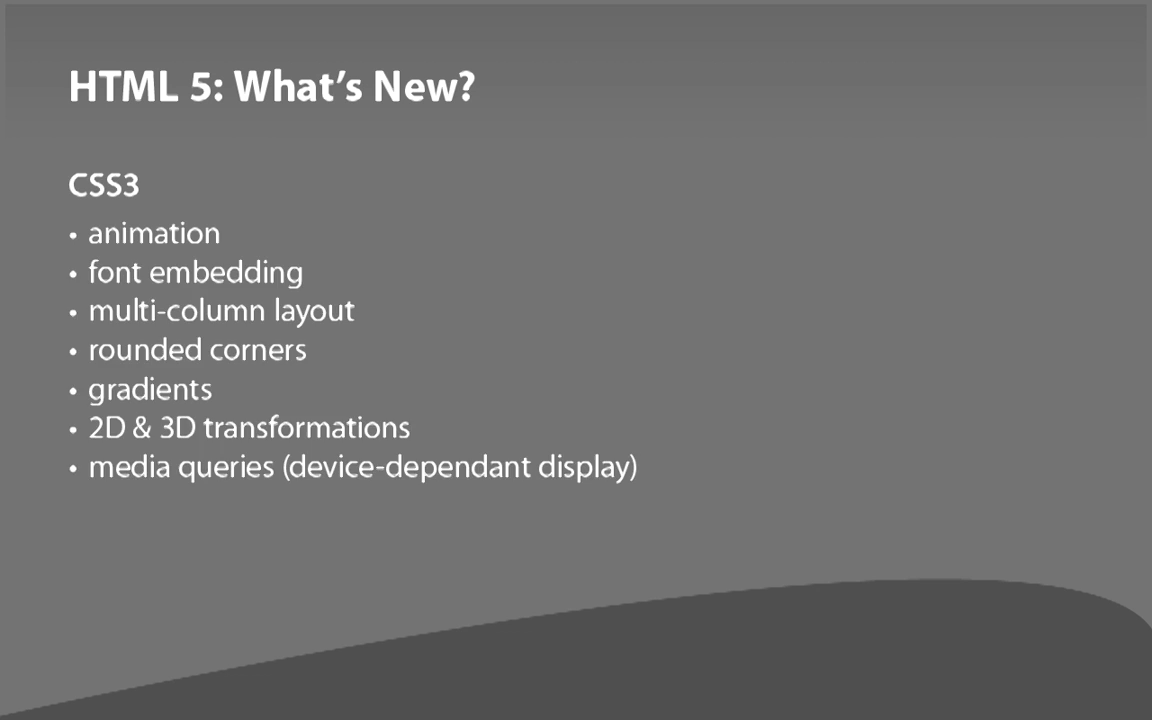 HTML 5: What's New?
CSS3
• animation
• font embedding
• multi-column layout
• rounded corners
• gradients
• 2D & 3D transformations
• media queries (device-dependant display)